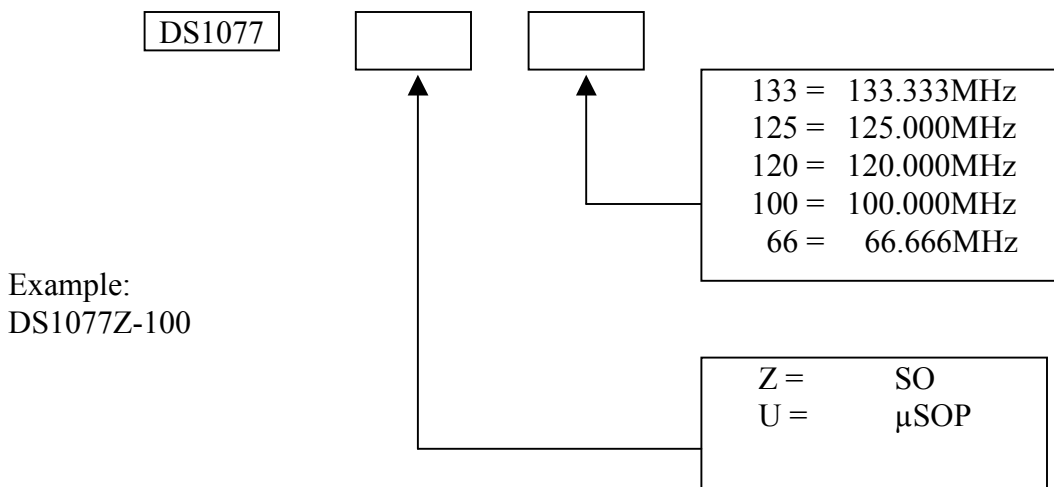 DS1077
133 = 133.333MHz
125 = 125.000MHz
120 = 120.000MHz
100 = 100.000MHz
66 = 66.666MHz
Example:
DS1077Z-100
Z = SO
U = µSOP